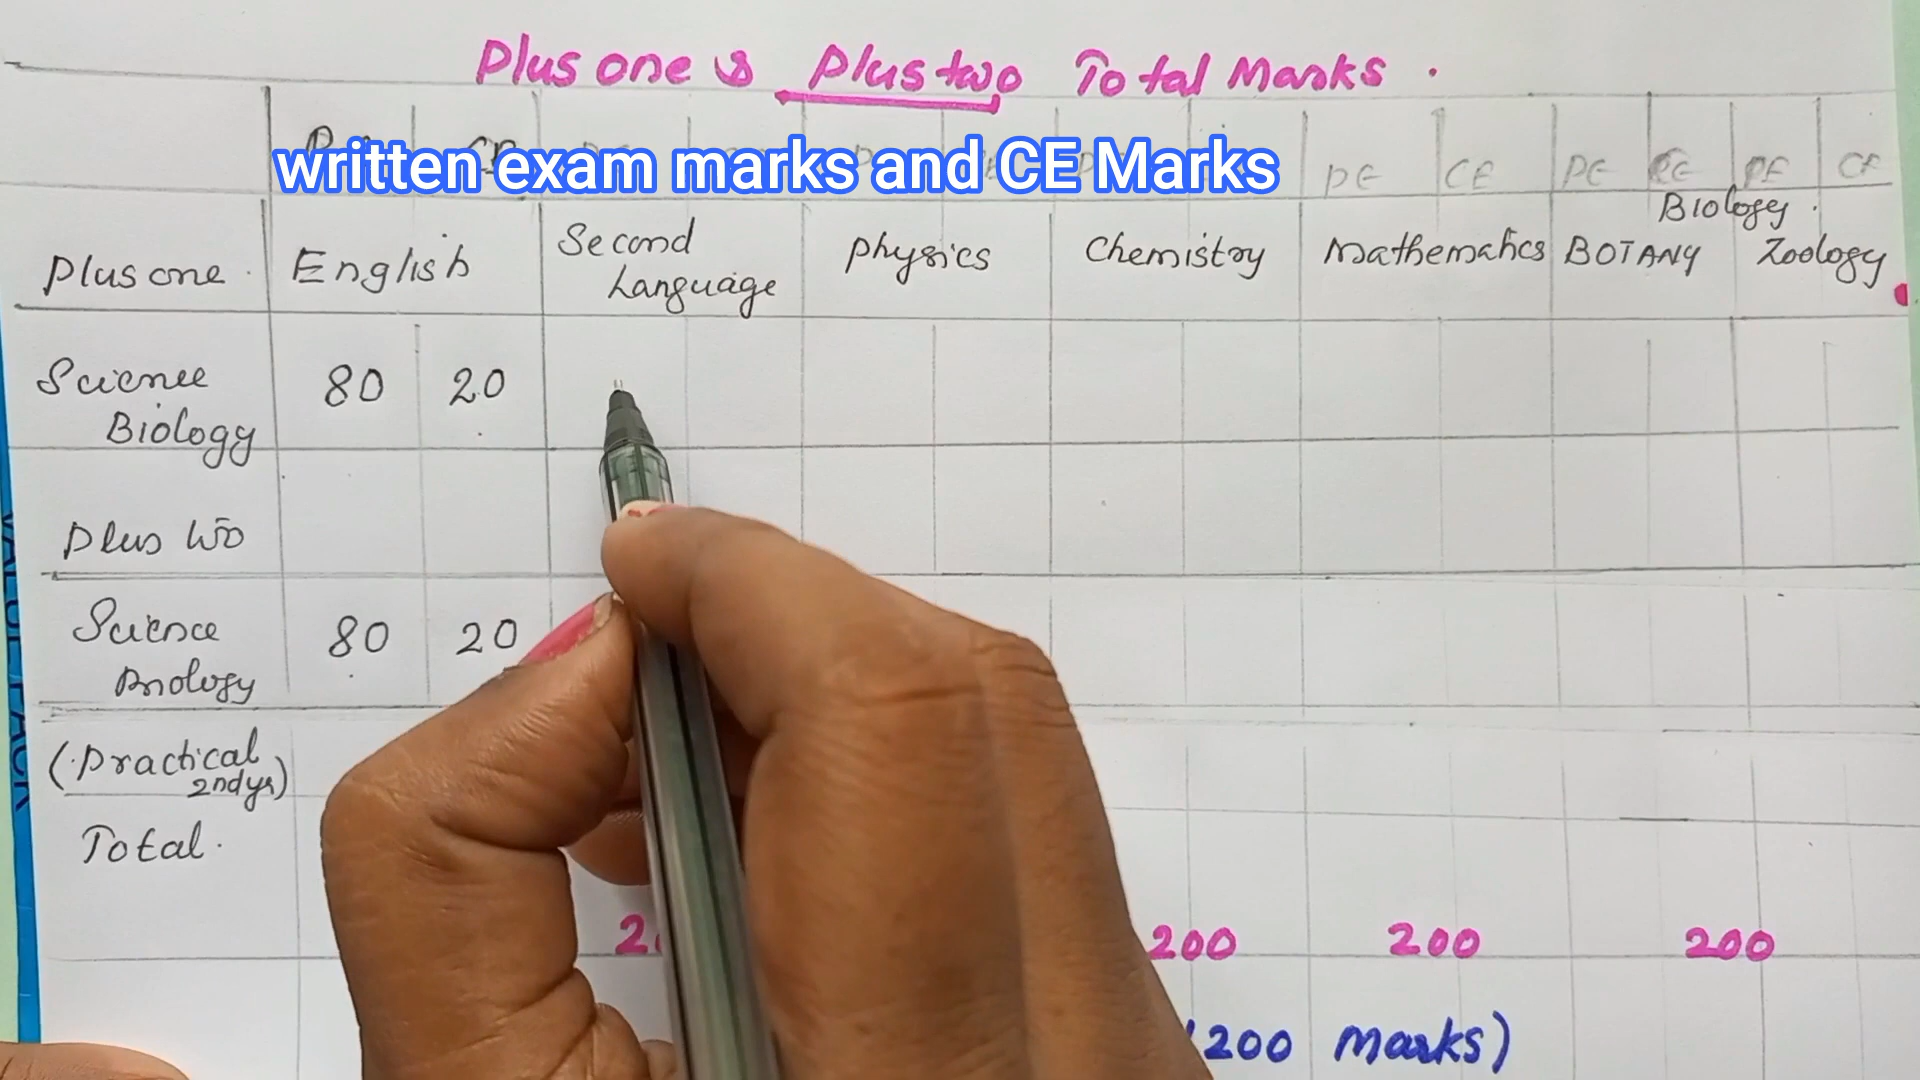 Plus one & Plus two Total Marks.
written exam marks and CE Marks
PE CE PE CE PE CE
Biology.
Plus one. English Second Language Physics Chemistry Mathematics BOTANY Zoology
Science Biology 80 20
Plus two
Science Biology 80 20
(Practical 2nd yr)
Total.
200 200 200
200 Marks)